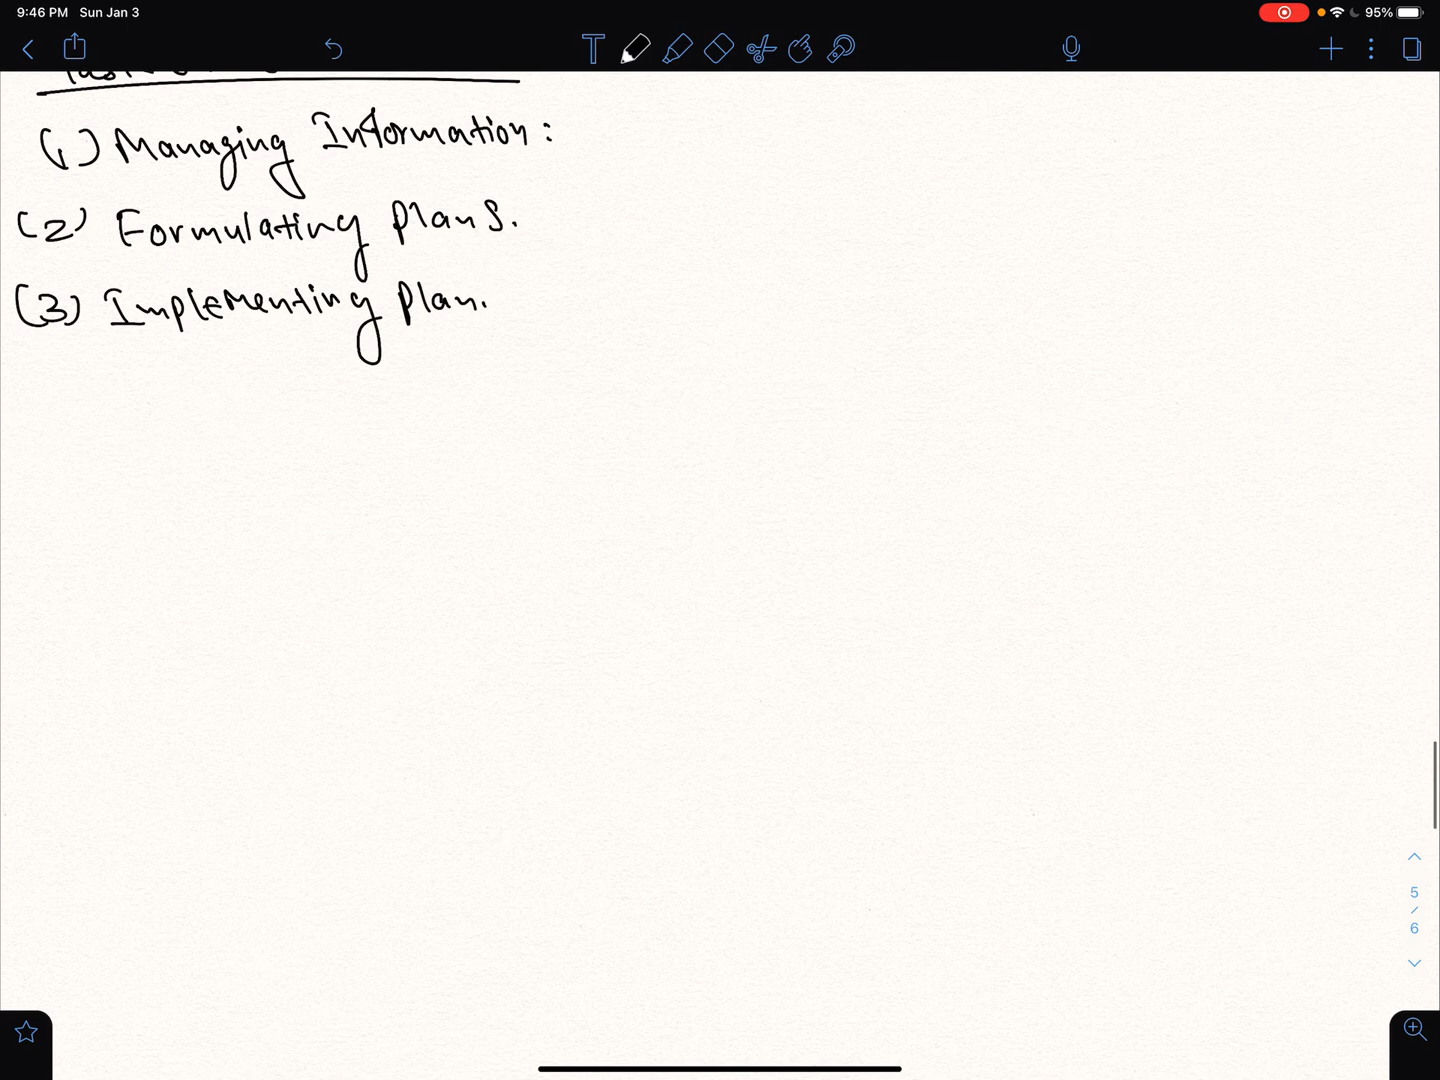 9:46 PM Sun Jan 3
95%
(1) Managing Information:
(2) Formulating plans.
(3) Implementing plan.
5
/
6